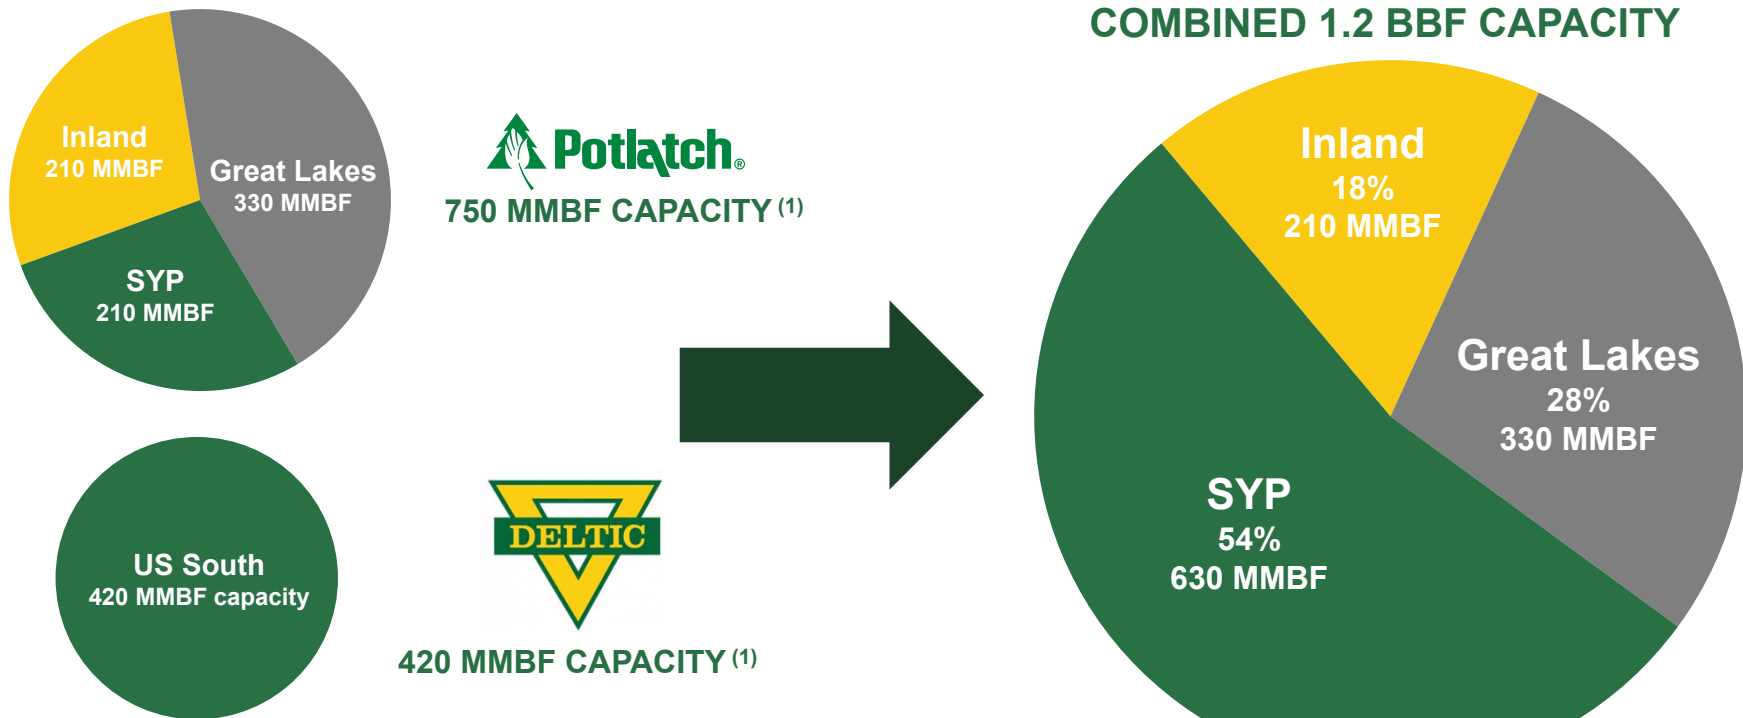 Inland
210 MMBF
Great Lakes
330 MMBF
SYP
210 MMBF
Potlatch®
750 MMBF CAPACITY (1)
US South
420 MMBF capacity
DELTIC
420 MMBF CAPACITY (1)
COMBINED 1.2 BBF CAPACITY
Inland
18%
210 MMBF
Great Lakes
28%
330 MMBF
SYP
54%
630 MMBF